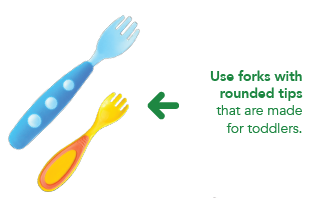 Use forks with
rounded tips
that are made
for toddlers.